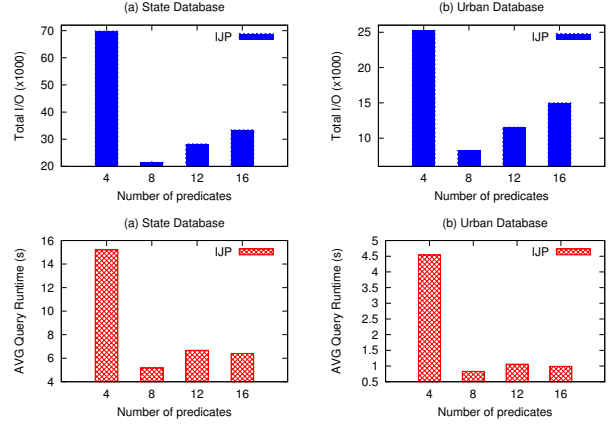 (a) State Database
Total I/O (x1000)
70
60
50
40
30
20
IJP
4 8 12 16
Number of predicates
(b) Urban Database
Total I/O (x1000)
25
20
15
10
IJP
4 8 12 16
Number of predicates
(a) State Database
AVG Query Runtime (s)
16
14
12
10
8
6
4
IJP
4 8 12 16
Number of predicates
(b) Urban Database
AVG Query Runtime (s)
5
4.5
4
3.5
3
2.5
2
1.5
1
0.5
IJP
4 8 12 16
Number of predicates